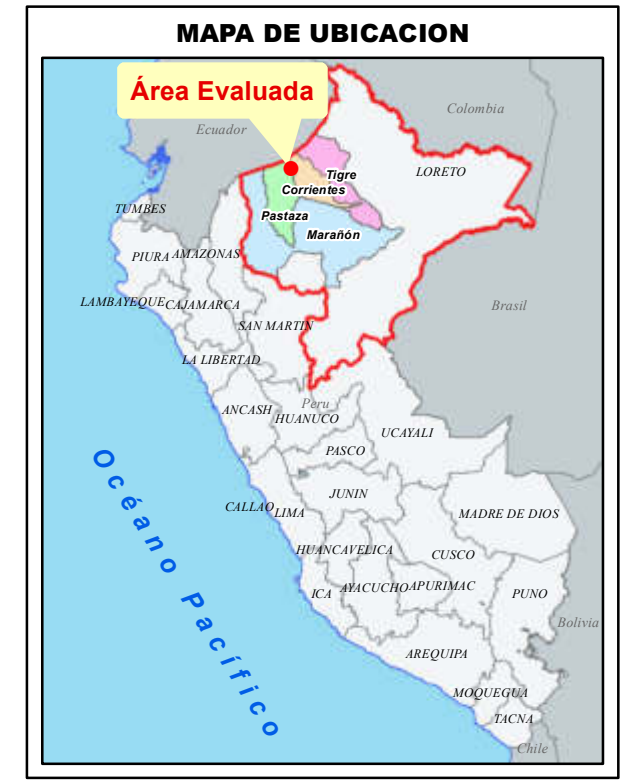 MAPA DE UBICACION
Área Evaluada
Colombia
Ecuador
LORETO
Tigre
Corrientes
Pastaza
Marañón
TUMBES
PIURA
AMAZONAS
LAMBAYEQUE
CAJAMARCA
SAN MARTIN
Brasil
LA LIBERTAD
Peru
ANCASH
HUANUCO
UCAYALI
PASCO
JUNIN
CALLAO
LIMA
MADRE DE DIOS
HUANCAVELICA
CUSCO
ICA
AYACUCHO
APURIMAC
PUNO
Bolivia
AREQUIPA
MOQUEGUA
TACNA
Chile
Océano Pacífico